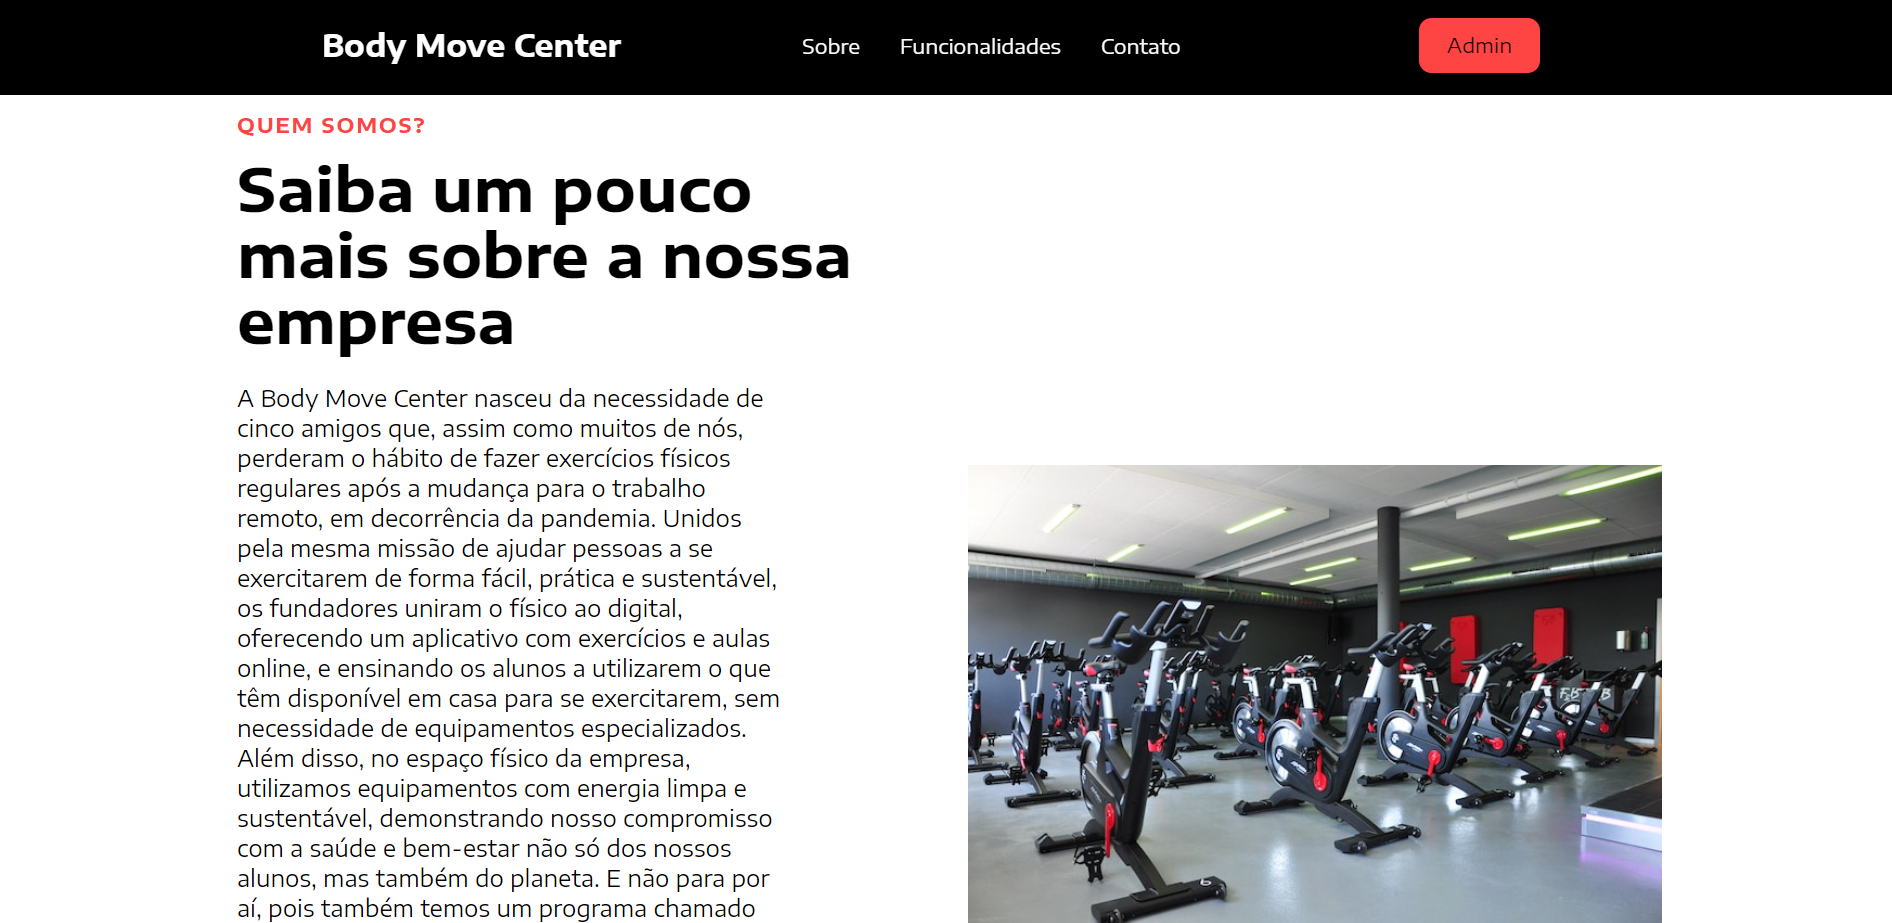 Body Move Center
Sobre Funcionalidades Contato
Admin
QUEM SOMOS?
Saiba um pouco
mais sobre a nossa
empresa
A Body Move Center nasceu da necessidade de
cinco amigos que, assim como muitos de nós,
perderam o hábito de fazer exercícios físicos
regulares após a mudança para o trabalho
remoto, em decorrência da pandemia. Unidos
pela mesma missão de ajudar pessoas a se
exercitarem de forma fácil, prática e sustentável,
os fundadores uniram o físico ao digital,
oferecendo um aplicativo com exercícios e aulas
online, e ensinando os alunos a utilizarem o que
têm disponível em casa para se exercitarem, sem
necessidade de equipamentos especializados.
Além disso, no espaço físico da empresa,
utilizamos equipamentos com energia limpa e
sustentável, demonstrando nosso compromisso
com a saúde e bem-estar não só dos nossos
alunos, mas também do planeta. E não para por
aí, pois também temos um programa chamado